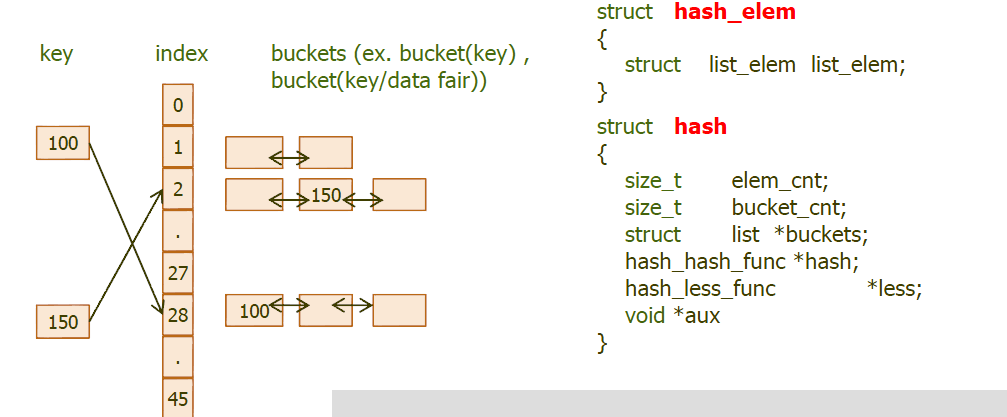 key
index
buckets (ex. bucket(key) ,
bucket(key/data fair))
0
100
1
2
150
.
27
150
28
100
.
45
struct hash_elem
{
struct list_elem list_elem;
}
struct hash
{
size_t elem_cnt;
size_t bucket_cnt;
struct list *buckets;
hash_hash_func *hash;
hash_less_func *less;
void *aux
}